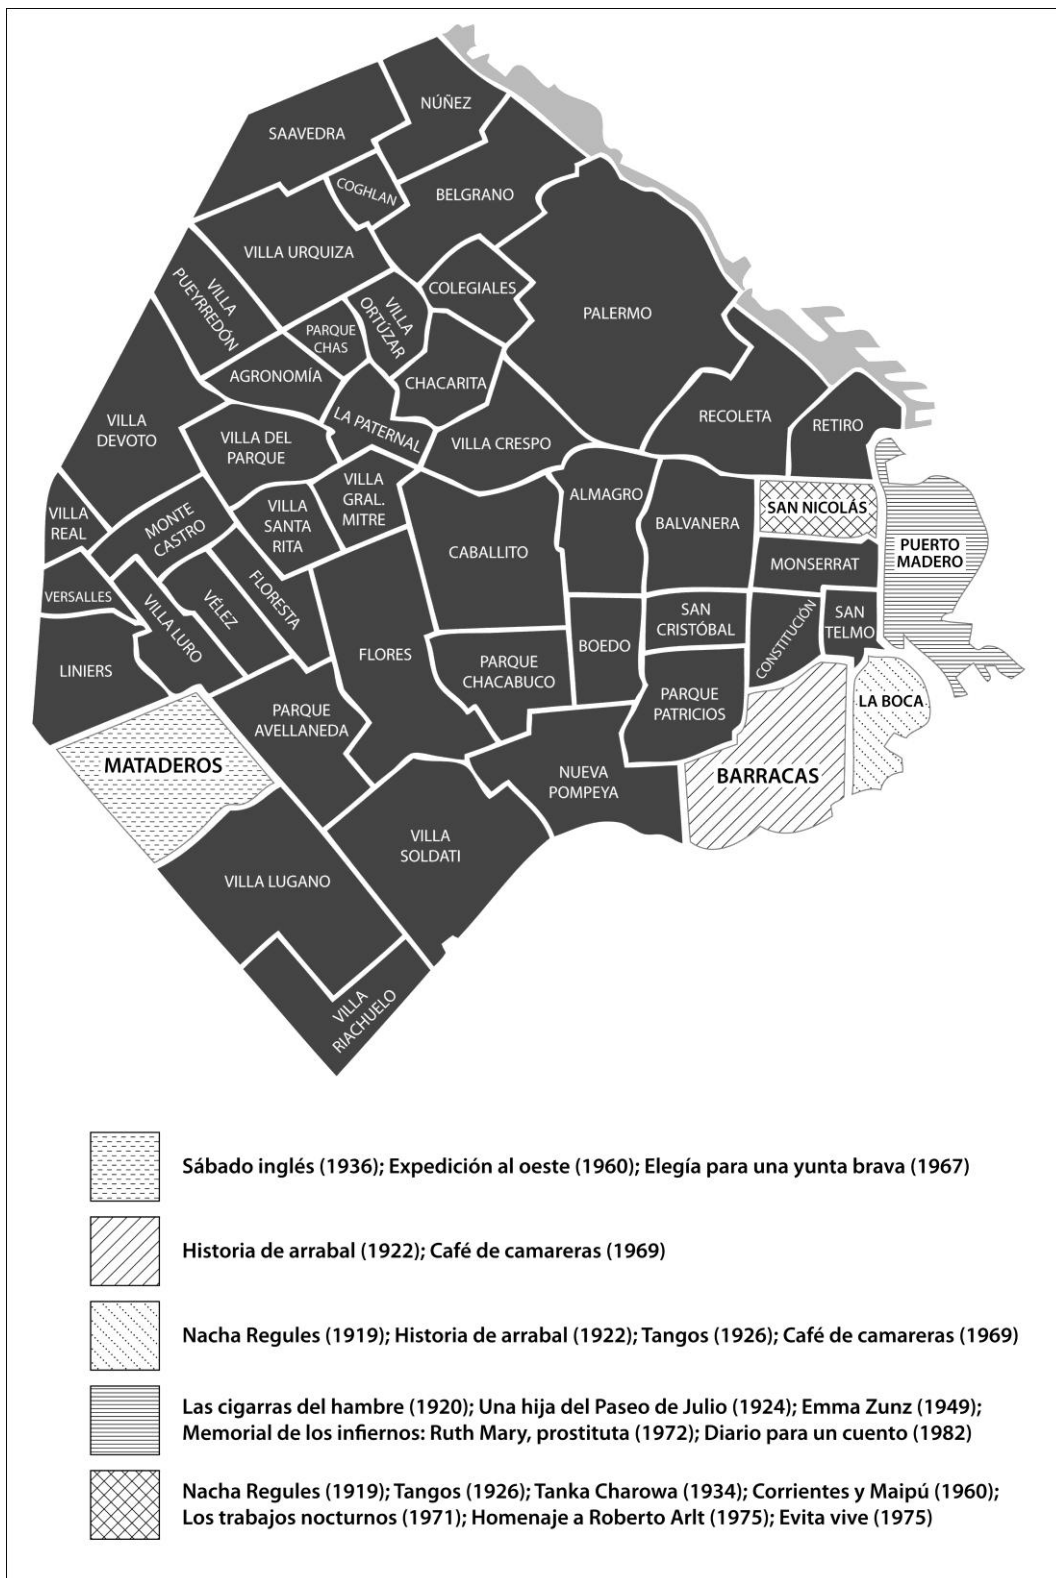 NÚÑEZ
SAAVEDRA
COGHLAN
BELGRANO
VILLA URQUIZA
VILLA
PUEYRREDÓN
COLEGIALES
VILLA
ORTÚZAR
PALERMO
PARQUE
CHAS
AGRONOMÍA
CHACARITA
VILLA
DEVOTO
LA PATERNAL
RECOLETA
RETIRO
VILLA DEL
PARQUE
VILLA CRESPO
VILLA
GRAL.
MITRE
ALMAGRO
VILLA
REAL
MONTE
CASTRO
VILLA
SANTA
RITA
BALVANERA
SAN NICOLÁS
CABALLITO
PUERTO
MADERO
MONSERRAT
VERSALLES
VILLA LURO
VÉLEZ
FLORESTA
SAN
CRISTÓBAL
CONSTITUCIÓN
SAN
TELMO
LINIERS
FLORES
BOEDO
PARQUE
CHACABUCO
PARQUE
PATRICIOS
LA BOCA
PARQUE
AVELLANEDA
MATADEROS
NUEVA
POMPEYA
BARRACAS
VILLA
SOLDATI
VILLA LUGANO
VILLA
RIACHUELO
Sábado inglés (1936); Expedición al oeste (1960); Elegía para una yunta brava (1967)
Historia de arrabal (1922); Café de camareras (1969)
Nacha Regules (1919); Historia de arrabal (1922); Tangos (1926); Café de camareras (1969)
Las cigarras del hambre (1920); Una hija del Paseo de Julio (1924); Emma Zunz (1949);
Memorial de los infiernos: Ruth Mary, prostituta (1972); Diario para un cuento (1982)
Nacha Regules (1919); Tangos (1926); Tanka Charowa (1934); Corrientes y Maipú (1960);
Los trabajos nocturnos (1971); Homenaje a Roberto Arlt (1975); Evita vive (1975)